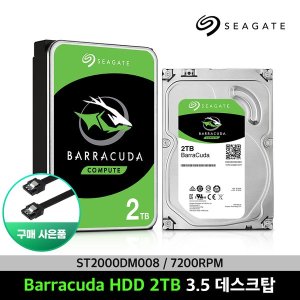 SEAGATE
SEAGATE
BARRACUDA
COMPUTE
2TB
2TB
BarraCuda
구매 사은품
ST2000DM008 / 7200RPM
Barracuda HDD 2TB 3.5 데스크탑